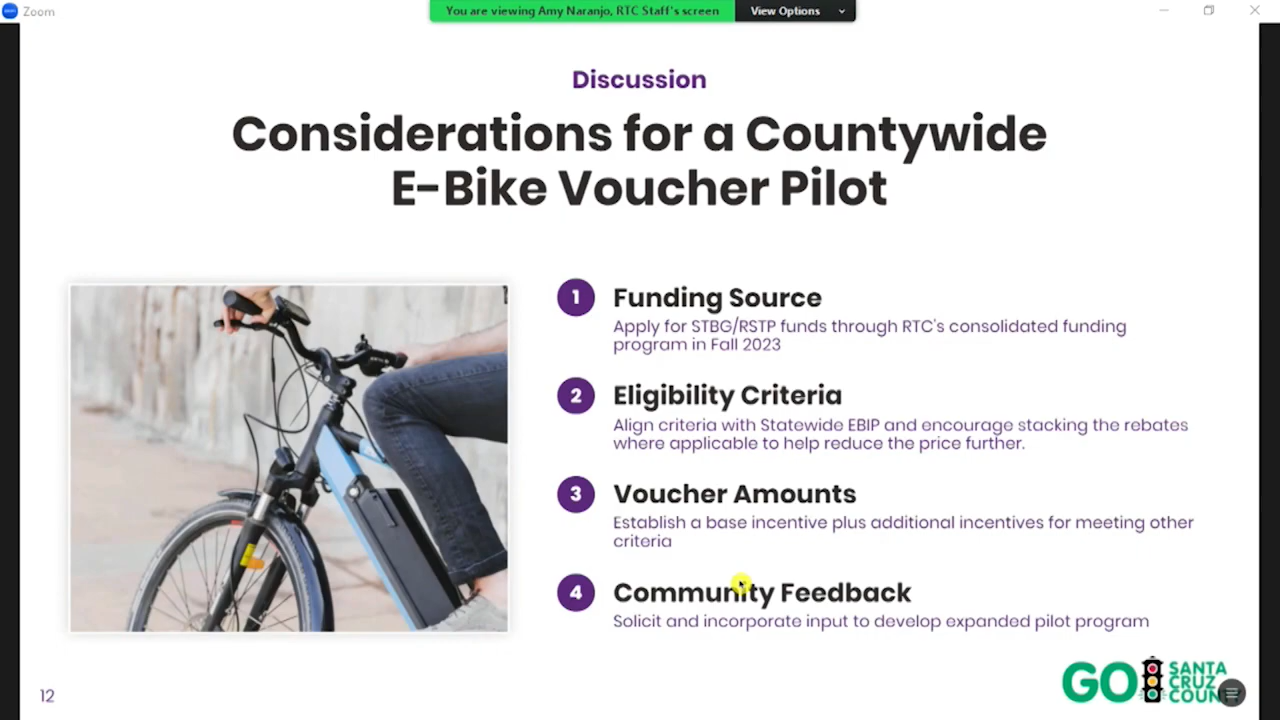 Zoom
You are viewing Amy Naranjo, RTC Staff's screen
View Options
Discussion
Considerations for a Countywide
E-Bike Voucher Pilot
1 Funding Source
Apply for STBG/RSTP funds through RTC's consolidated funding
program in Fall 2023
2 Eligibility Criteria
Align criteria with Statewide EBIP and encourage stacking the rebates
where applicable to help reduce the price further.
3 Voucher Amounts
Establish a base incentive plus additional incentives for meeting other
criteria
4 Community Feedback
Solicit and incorporate input to develop expanded pilot program
12
GO SANTA
CRUZ
COUNTY